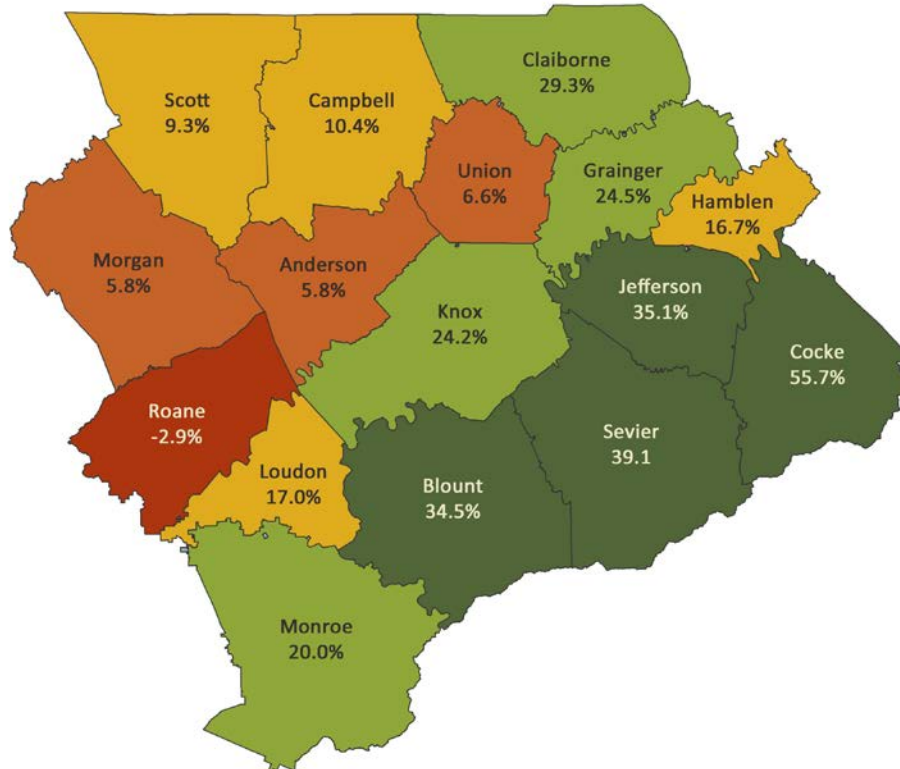 Claiborne
29.3%
Scott
9.3%
Campbell
10.4%
Union
6.6%
Grainger
24.5%
Hamblen
16.7%
Morgan
5.8%
Anderson
5.8%
Jefferson
35.1%
Knox
24.2%
Cocke
55.7%
Roane
-2.9%
Sevier
39.1
Loudon
17.0%
Blount
34.5%
Monroe
20.0%